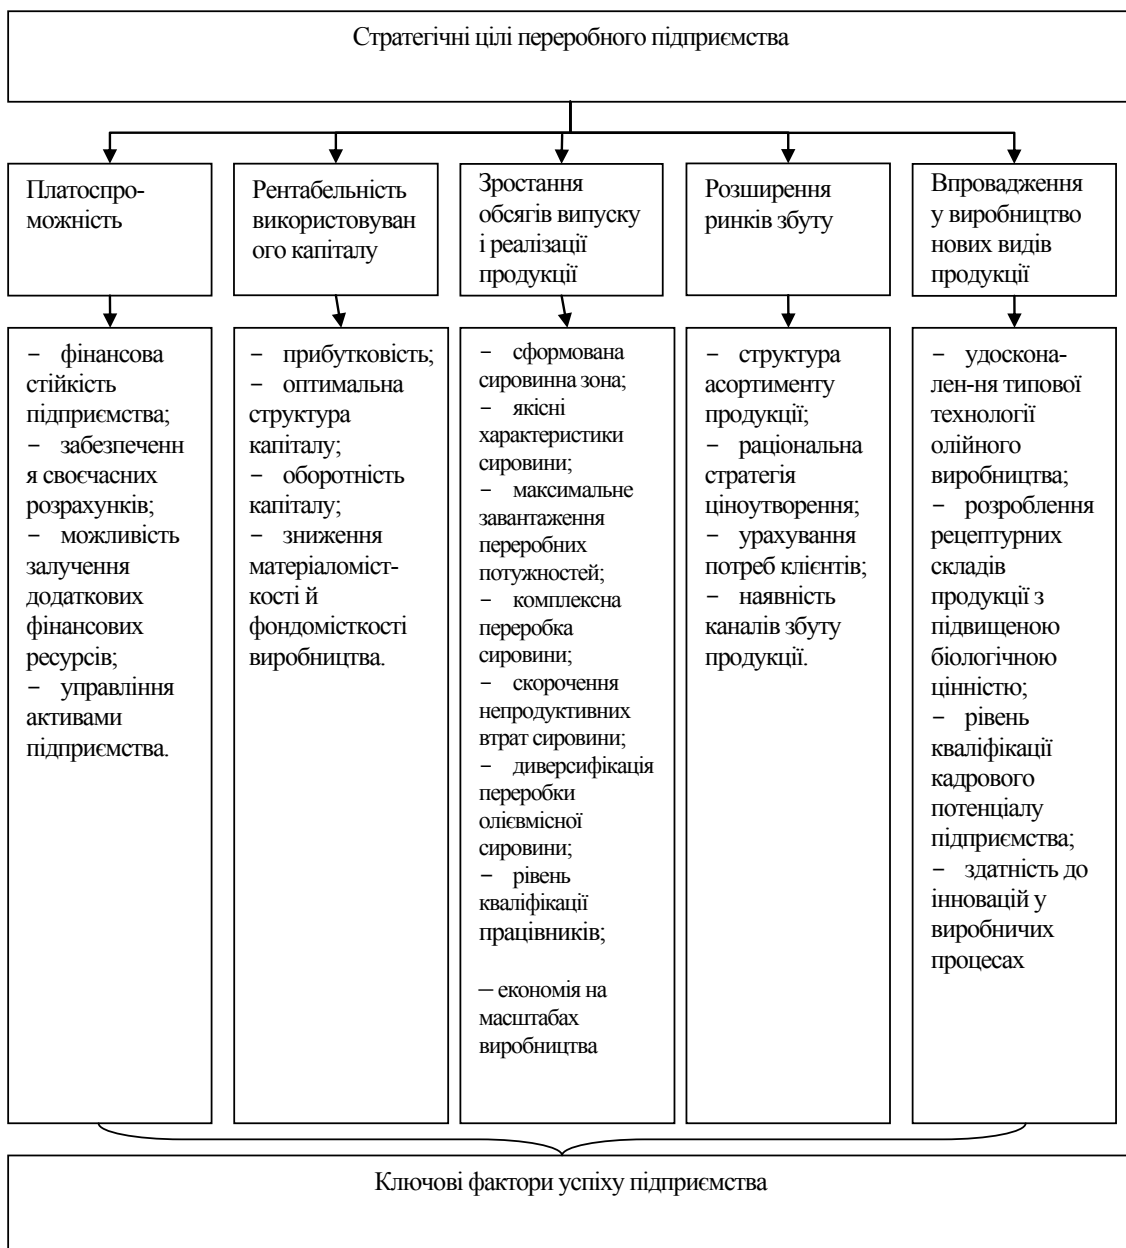 Стратегічні цілі переробного підприємства
Платоспро-
можність
Рентабельність
використовуван
ого капіталу
Зростання
обсягів випуску
і реалізації
продукції
Розширення
ринків збуту
Впровадження
у виробництво
нових видів
продукції
− фінансова
стійкість
підприємства;
− забезпеченн
я своєчасних
розрахунків;
− можливість
залучення
додаткових
фінансових
ресурсів;
− управління
активами
підприємства.
− прибутковість;
− оптимальна
структура
капіталу;
− оборотність
капіталу;
− зниження
матеріаломіст-
кості й
фондомісткості
виробництва.
− сформована
сировинна зона;
− якісні
характеристики
сировини;
− максимальне
завантаження
переробних
потужностей;
− комплексна
переробка
сировини;
− скорочення
непродуктивних
втрат сировини;
− диверсифікація
переробки
олієвмісної
сировини;
− рівень
кваліфікації
працівників;
– економія на
масштабах
виробництва
− структура
асортименту
продукції;
− раціональна
стратегія
ціноутворення;
− урахування
потреб клієнтів;
− наявність
каналів збуту
продукції.
− удоскона-
лен-ня типової
технології
олійного
виробництва;
− розроблення
рецептурних
складів
продукції з
підвищеною
біологічною
цінністю;
− рівень
кваліфікації
кадрового
потенціалу
підприємства;
− здатність до
інновацій у
виробничих
процесах
Ключові фактори успіху підприємства